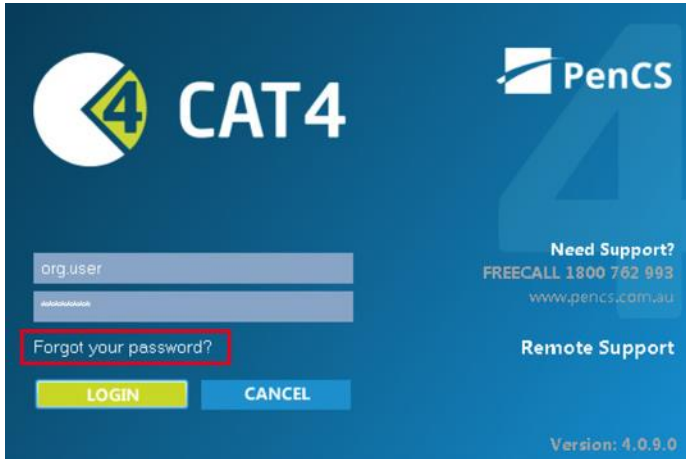 4 CAT4
PenCS
org.user
**********
Need Support?
FREECALL 1800 762 993
www.pencs.com.au
Forgot your password?
Remote Support
LOGIN CANCEL
Version: 4.0.9.0